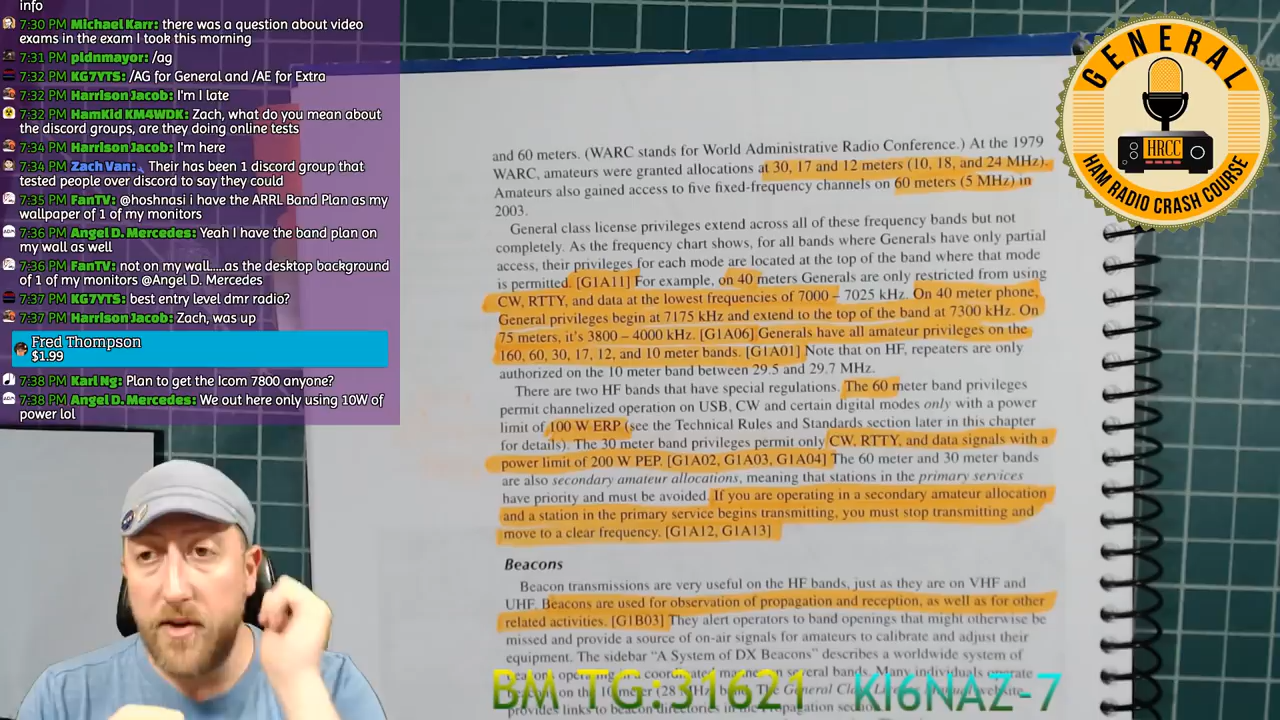 info
7:30 PM Michael Karr: there was a question about video
exams in the exam I took this morning
7:31 PM pldnmayor: /ag
7:32 PM KG7YTS: /AG for General and /AE for Extra
7:32 PM Harrison Jacob: I'm I late
7:32 PM HamKid KM4WDK: Zach, what do you mean about
the discord groups, are they doing online tests
7:34 PM Harrison Jacob: I'm here
7:34 PM Zach Van: Their has been 1 discord group that
tested people over discord to say they could
7:35 PM FanTV: @hoshnasi i have the ARRL Band Plan as my
wallpaper of 1 of my monitors
7:36 PM Angel D. Mercedes: Yeah I have the band plan on
my wall as well
7:36 PM FanTV: not on my wall.....as the desktop background
of 1 of my monitors @Angel D. Mercedes
7:37 PM KG7YTS: best entry level dmr radio?
7:37 PM Harrison Jacob: Zach, was up
Fred Thompson
$1.99
7:38 PM Karl Ng: Plan to get the Icom 7800 anyone?
7:38 PM Angel D. Mercedes: We out here only using 10W of
power lol
GENERAL
HRCC
HAM RADIO CRASH COURSE
and 60 meters. (WARC stands for World Administrative Radio Conference.) At the 1979
WARC, amateurs were granted allocations at 30, 17 and 12 meters (10, 18, and 24 MHz).
Amateurs also gained access to five fixed-frequency channels on 60 meters (5 MHz) in
2003.
General class license privileges extend across all of these frequency bands but not
completely. As the frequency chart shows, for all bands where Generals have only partial
access, their privileges for each mode are located at the top of the band where that mode
is permitted. [G1A11] For example, on 40 meters Generals are only restricted from using
CW, RTTY, and data at the lowest frequencies of 7000 – 7025 kHz. On 40 meter phone,
General privileges begin at 7175 kHz and extend to the top of the band at 7300 kHz. On
75 meters, it's 3800 – 4000 kHz. [G1A06] Generals have all amateur privileges on the
160, 60, 30, 17, 12, and 10 meter bands. [G1A01] Note that on HF, repeaters are only
authorized on the 10 meter band between 29.5 and 29.7 MHz.
There are two HF bands that have special regulations. The 60 meter band privileges
permit channelized operation on USB, CW and certain digital modes only with a power
limit of 100 W ERP (see the Technical Rules and Standards section later in this chapter
for details). The 30 meter band privileges permit only CW, RTTY, and data signals with a
power limit of 200 W PEP. [G1A02, G1A03, G1A04] The 60 meter and 30 meter bands
are also secondary amateur allocations, meaning that stations in the primary services
have priority and must be avoided. If you are operating in a secondary amateur allocation
and a station in the primary service begins transmitting, you must stop transmitting and
move to a clear frequency. [G1A12, G1A13]
Beacons
Beacon transmissions are very useful on the HF bands, just as they are on VHF and
UHF. Beacons are used for observation of propagation and reception, as well as for other
related activities. [G1B03] They alert operators to band openings that might otherwise be
missed and provide a source of on-air signals for amateurs to calibrate and adjust their
equipment. The sidebar "A System of DX Beacons" describes a worldwide system of
several bands. Many individuals operate
on the meter (28 General Class
provides links to beacon directories in the Propagation
BM TG:31621 KI6NAZ-7